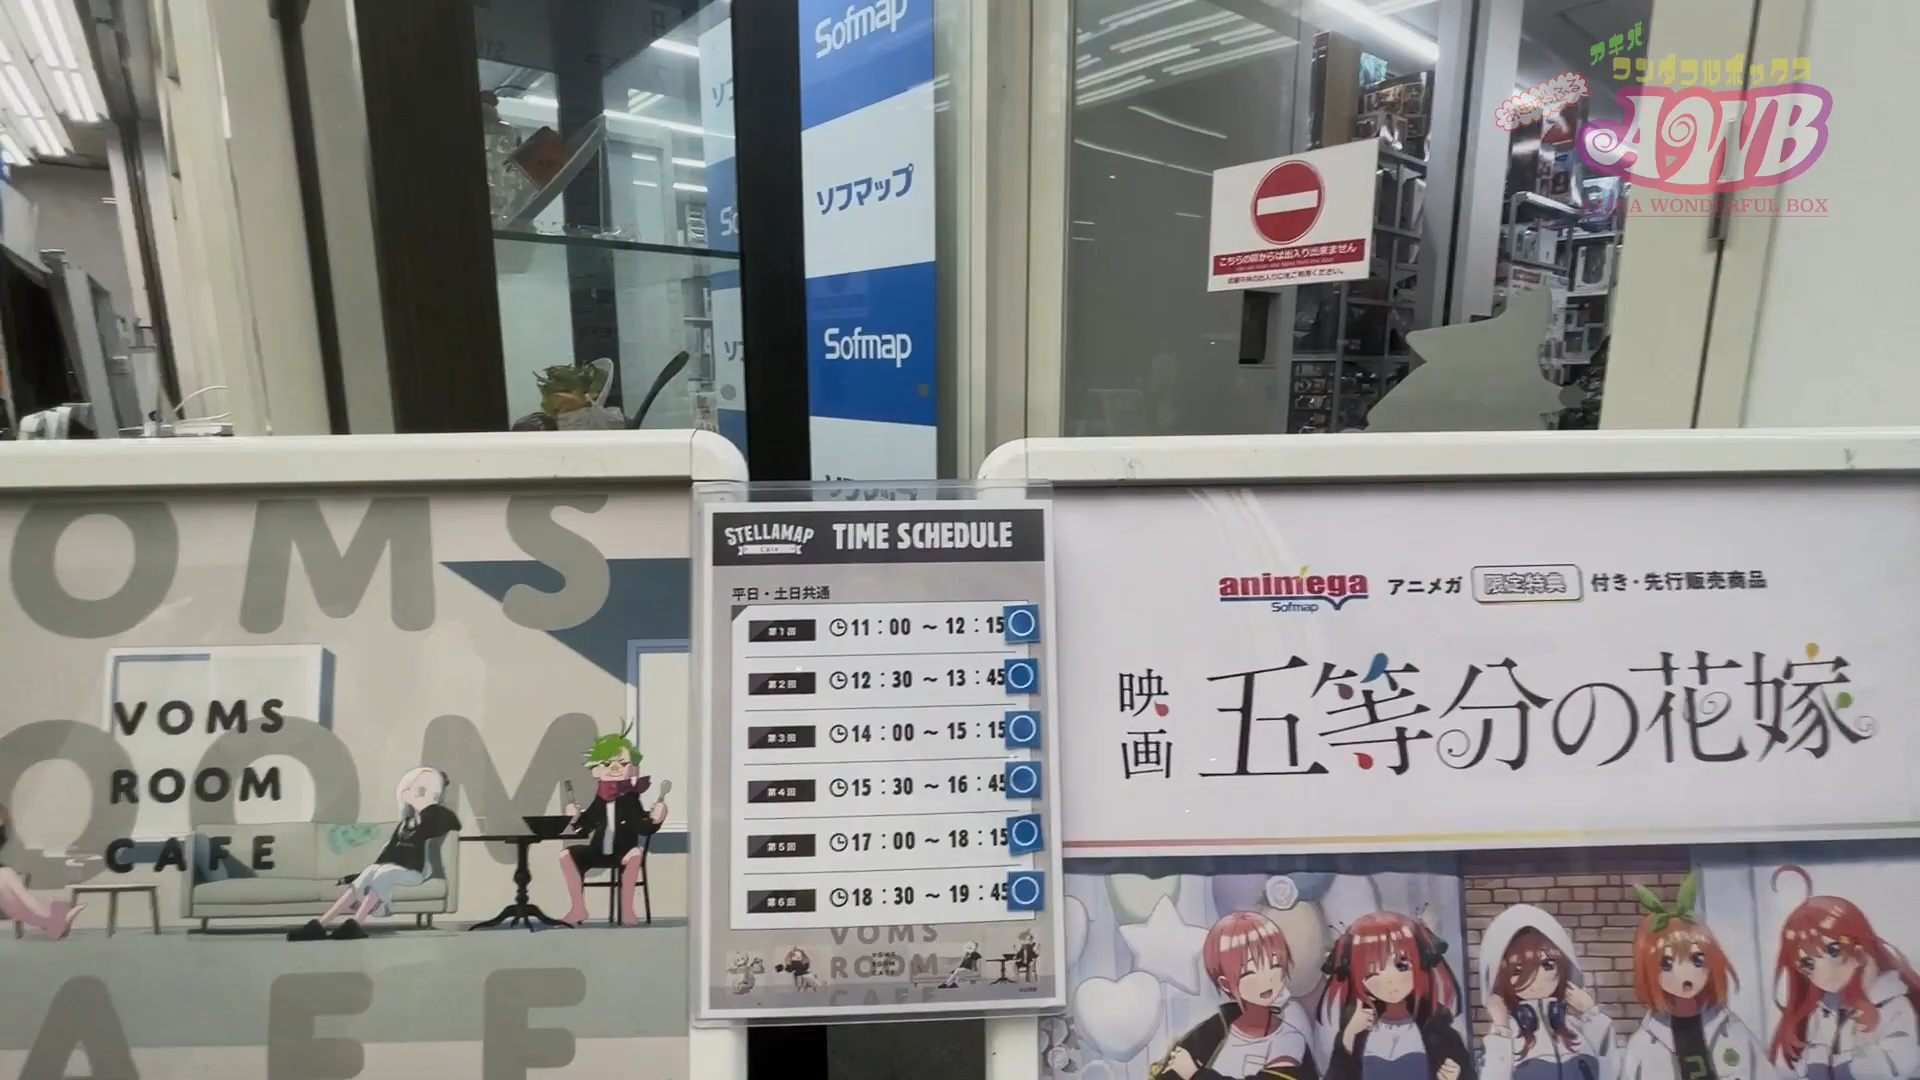 Sofmap
ソフマップ
Sofmap
アキバ
ワンダフルボックス
AWB
AKIBA WONDERFUL BOX
こちらの扉からは出入り出来ません
VOMS
ROOM
CAFE
VOMS
ROOM
CAFE
STELLAMAP
Cafe
TIME SCHEDULE
平日・土日共通
第1回 11:00 ～ 12:15
第2回 12:30 ～ 13:45
第3回 14:00 ～ 15:15
第4回 15:30 ～ 16:45
第5回 17:00 ～ 18:15
第6回 18:30 ～ 19:45
VOMS
ROOM
CAFE
animega
Sofmap
アニメガ 限定特典 付き・先行販売商品
映画 五等分の花嫁